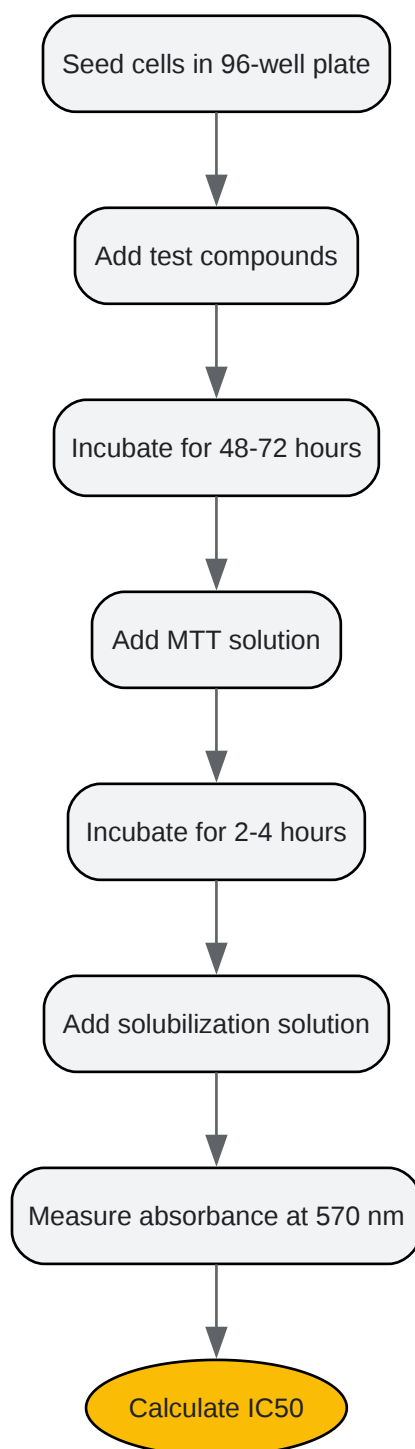 Seed cells in 96-well plate
Add test compounds
Incubate for 48-72 hours
Add MTT solution
Incubate for 2-4 hours
Add solubilization solution
Measure absorbance at 570 nm
Calculate IC50